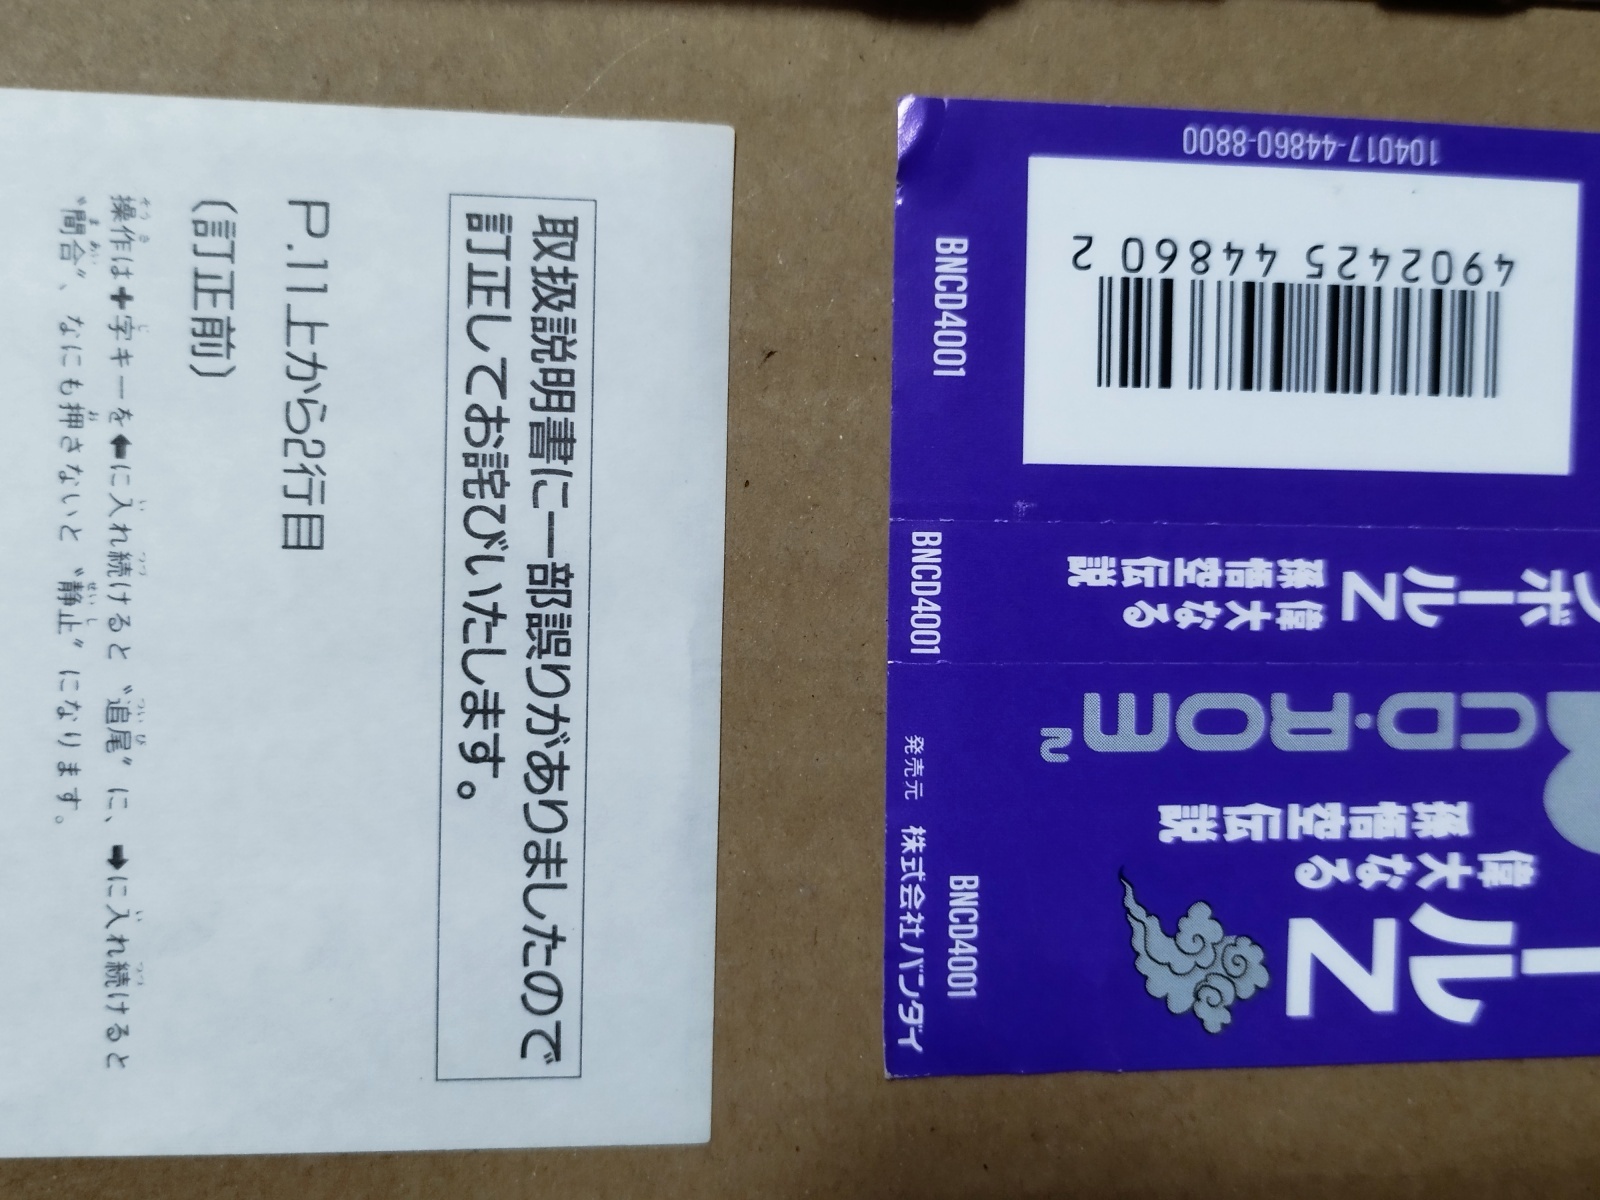 取扱説明書に一部誤りがありましたので
訂正してお詫びいたします。
P.11上から2行目
(訂正前)
操作は✚字キーを⬅に入れ続けると〝追尾〟に、➡に入れ続けると
〝間合〟、なにも押さないと〝静止〟になります。
104017-44860-8800
4902425 44860 2
BNCD4001
ボールZ
偉大なる
孫悟空伝説
BNCD4001
CD·ROM2
ールZ
偉大なる
孫悟空伝説
BNCD4001
発売元 株式会社バンダイ